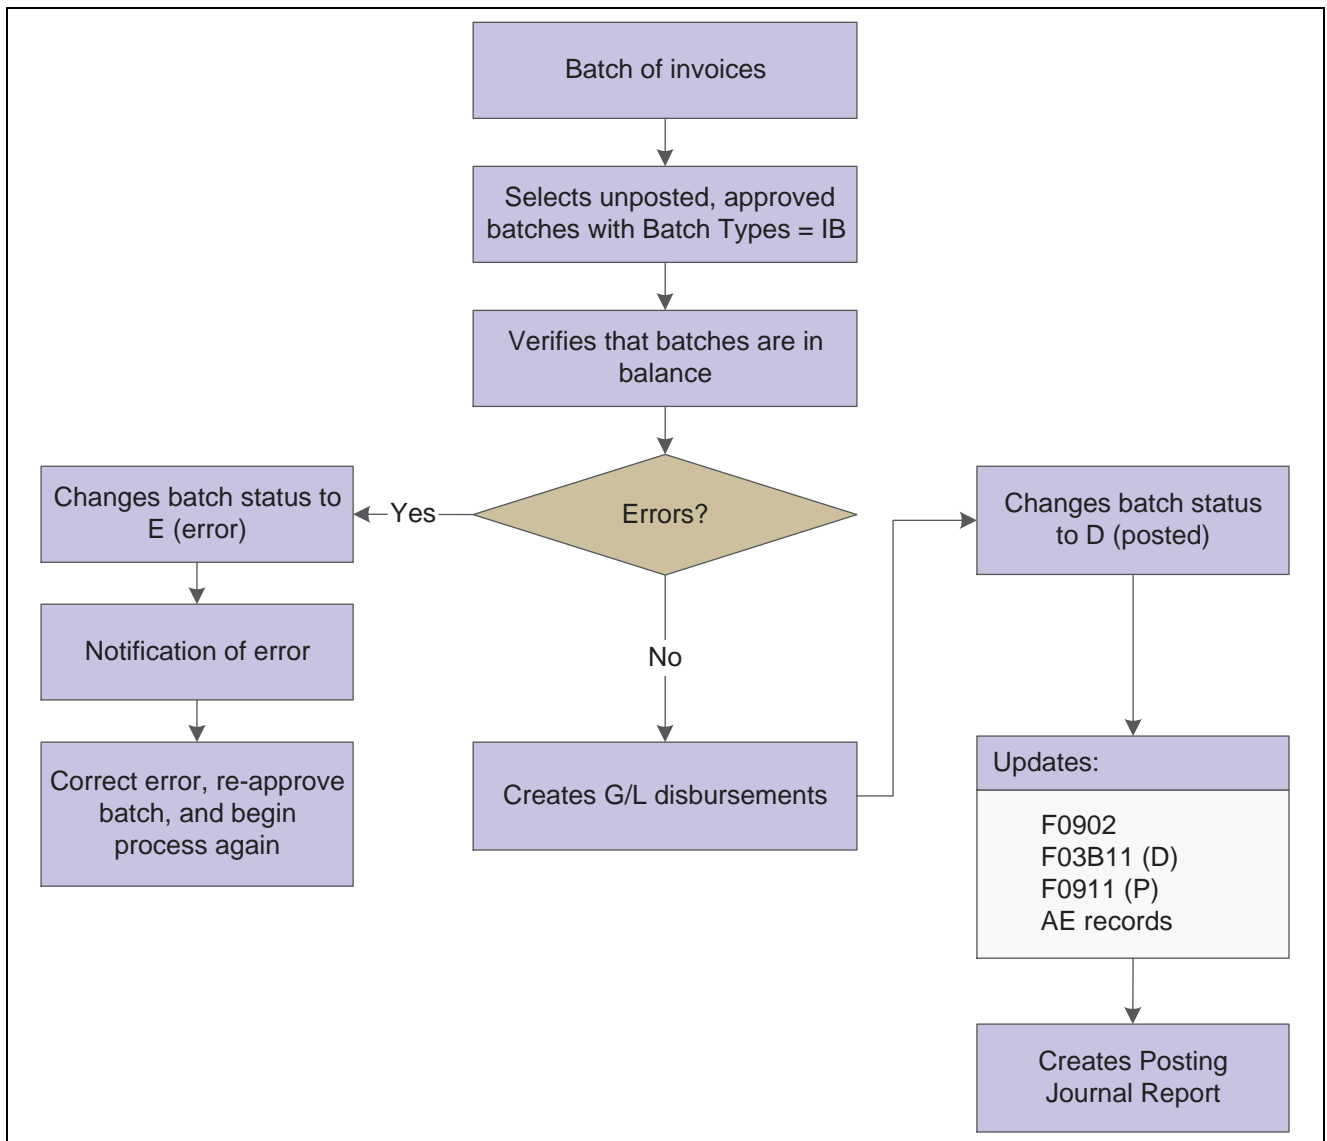 Batch of invoices
Selects unposted, approved
batches with Batch Types = IB
Verifies that batches are in
balance
Errors?
Yes
Changes batch status to
E (error)
Notification of error
Correct error, re-approve
batch, and begin
process again
No
Creates G/L disbursements
Changes batch status
to D (posted)
Updates:
F0902
F03B11 (D)
F0911 (P)
AE records
Creates Posting
Journal Report